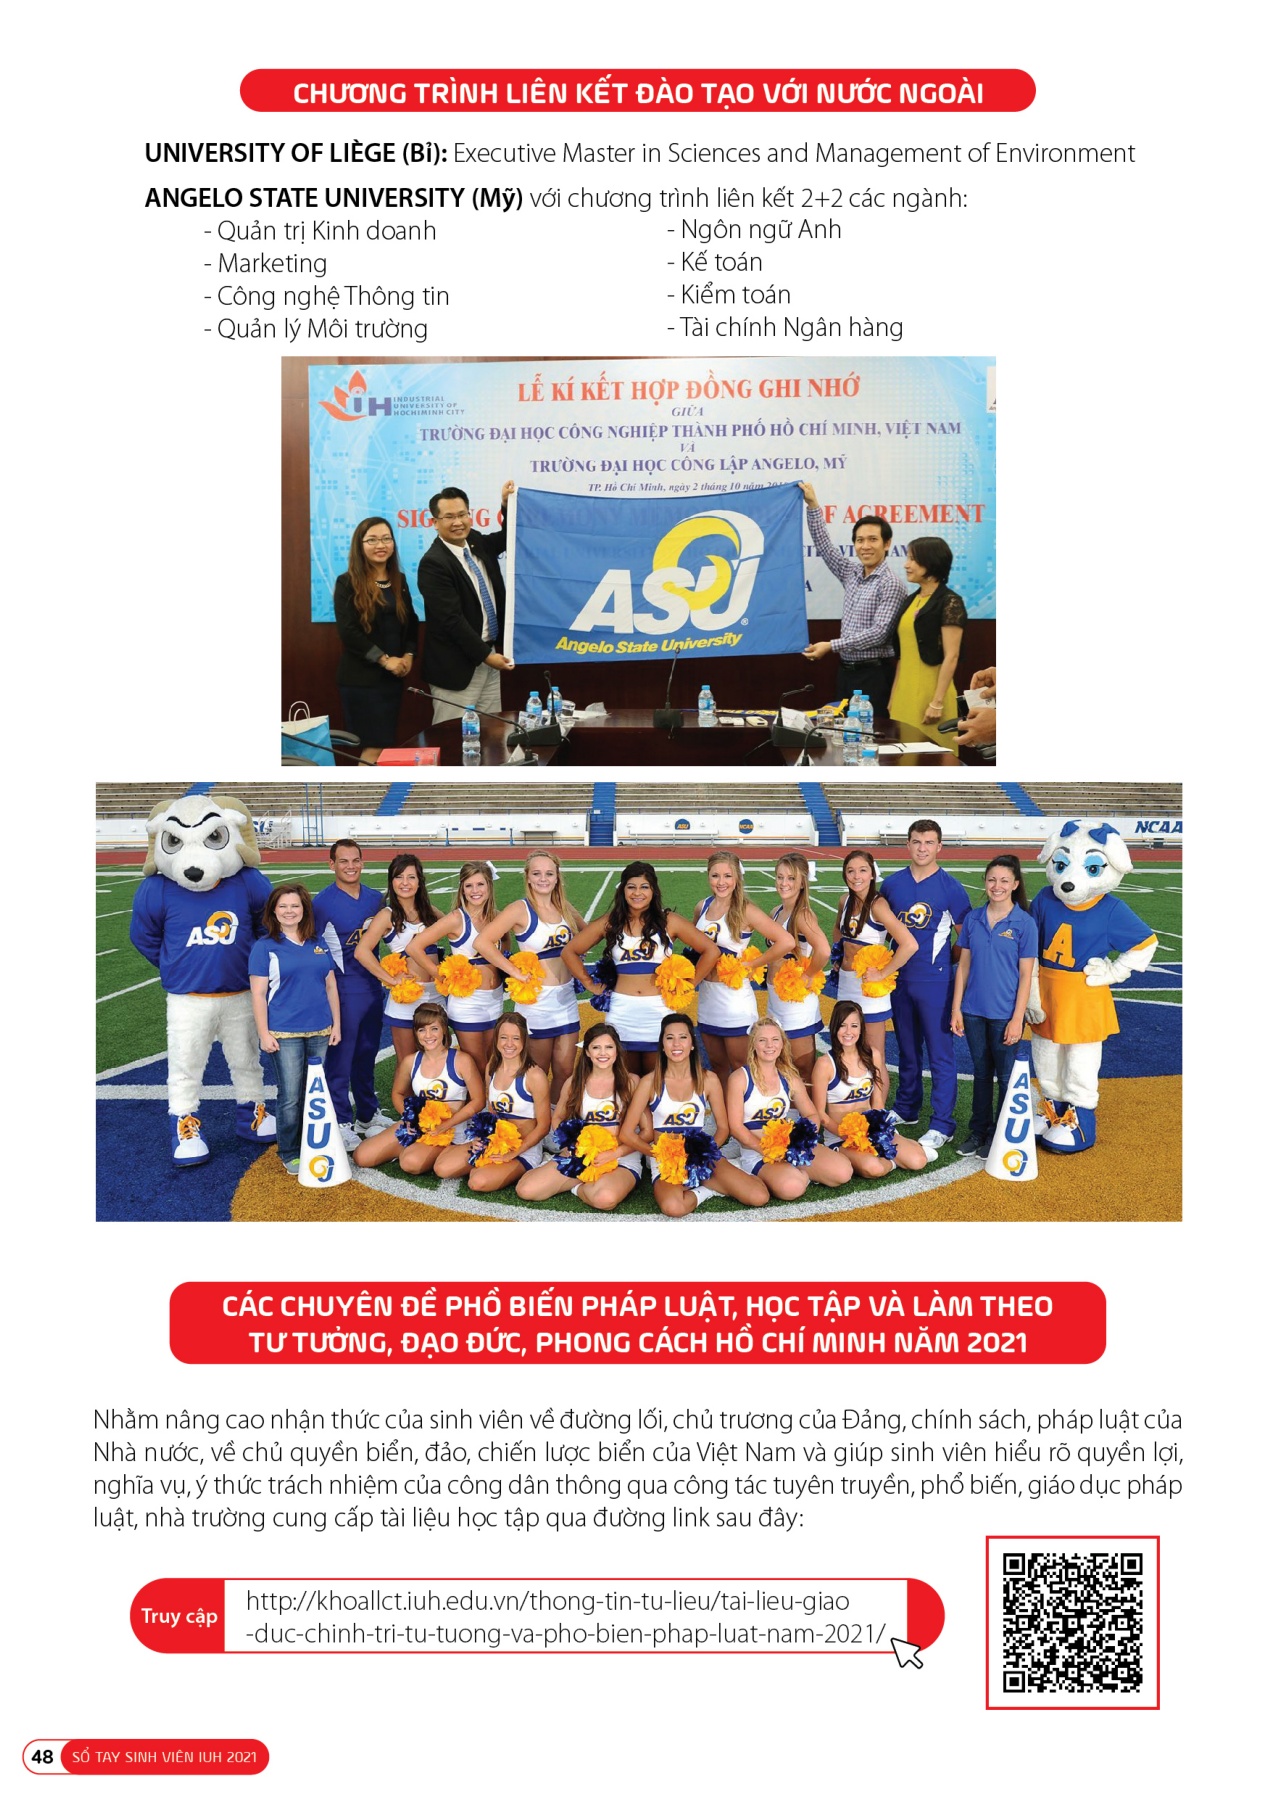 CHƯƠNG TRÌNH LIÊN KẾT ĐÀO TẠO VỚI NƯỚC NGOÀI
UNIVERSITY OF LIÈGE (Bỉ): Executive Master in Sciences and Management of Environment
ANGELO STATE UNIVERSITY (Mỹ) với chương trình liên kết 2+2 các ngành:
- Quản trị Kinh doanh
- Marketing
- Công nghệ Thông tin
- Quản lý Môi trường
- Ngôn ngữ Anh
- Kế toán
- Kiểm toán
- Tài chính Ngân hàng
IUH INDUSTRIAL
UNIVERSITY OF
HOCHIMINH CITY
LỄ KÍ KẾT HỢP ĐỒNG GHI NHỚ
GIỮA
TRƯỜNG ĐẠI HỌC CÔNG NGHIỆP THÀNH PHỐ HỒ CHÍ MINH, VIỆT NAM
VÀ
TRƯỜNG ĐẠI HỌC CÔNG LẬP ANGELO, MỸ
TP. Hồ Chí Minh, ngày 2 tháng 10 năm
OF AGREEMENT
ASU
Angelo State University
ASU
NCAA
NCAA
ASU
ASU
ASU
ASU
A
ASU
ASU
CÁC CHUYÊN ĐỀ PHỔ BIẾN PHÁP LUẬT, HỌC TẬP VÀ LÀM THEO
TƯ TƯỞNG, ĐẠO ĐỨC, PHONG CÁCH HỒ CHÍ MINH NĂM 2021
Nhằm nâng cao nhận thức của sinh viên về đường lối, chủ trương của Đảng, chính sách, pháp luật của
Nhà nước, về chủ quyền biển, đảo, chiến lược biển của Việt Nam và giúp sinh viên hiểu rõ quyền lợi,
nghĩa vụ, ý thức trách nhiệm của công dân thông qua công tác tuyên truyền, phổ biến, giáo dục pháp
luật, nhà trường cung cấp tài liệu học tập qua đường link sau đây:
Truy cập
http://khoallct.iuh.edu.vn/thong-tin-tu-lieu/tai-lieu-giao
-duc-chinh-tri-tu-tuong-va-pho-bien-phap-luat-nam-2021/
48 SỔ TAY SINH VIÊN IUH 2021